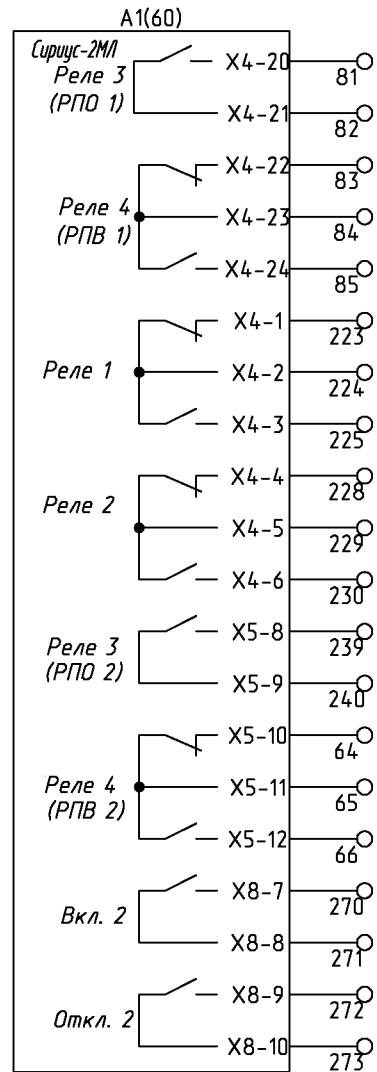 A1(60)
Сириус-2МЛ
Реле 3
(РПО 1)
X4-20
81
X4-21
82
X4-22
83
Реле 4
(РПВ 1)
X4-23
84
X4-24
85
X4-1
223
Реле 1
X4-2
224
X4-3
225
X4-4
228
Реле 2
X4-5
229
X4-6
230
X5-8
239
Реле 3
(РПО 2)
X5-9
240
X5-10
64
Реле 4
(РПВ 2)
X5-11
65
X5-12
66
X8-7
270
Вкл. 2
X8-8
271
X8-9
272
Откл. 2
X8-10
273